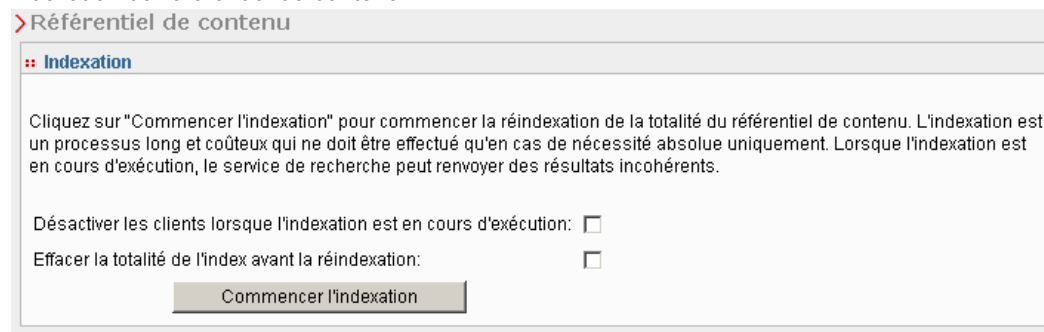 Référentiel de contenu
Indexation
Cliquez sur "Commencer l'indexation" pour commencer la réindexation de la totalité du référentiel de contenu. L'indexation est
un processus long et coûteux qui ne doit être effectué qu'en cas de nécessité absolue uniquement. Lorsque l'indexation est
en cours d'exécution, le service de recherche peut renvoyer des résultats incohérents.
Désactiver les clients lorsque l'indexation est en cours d'exécution:
Effacer la totalité de l'index avant la réindexation:
Commencer l'indexation